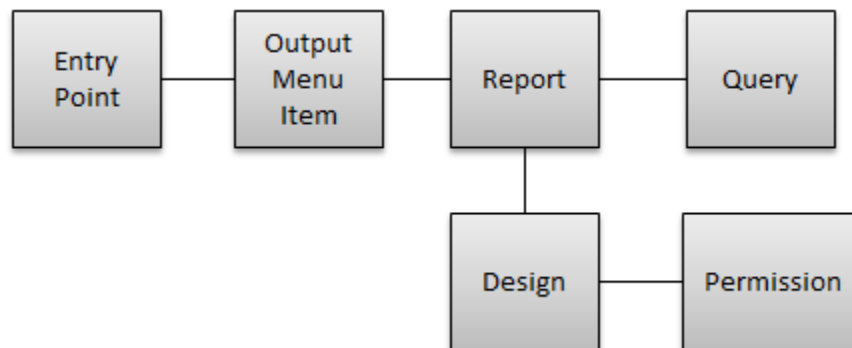 Entry
Point
Output
Menu
Item
Report
Query
Design
Permission